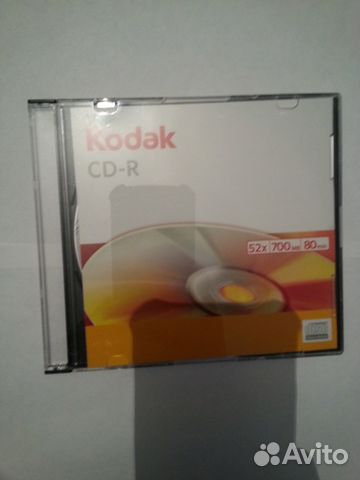 Kodak
CD-R
52x 700 MB 80 min
Avito